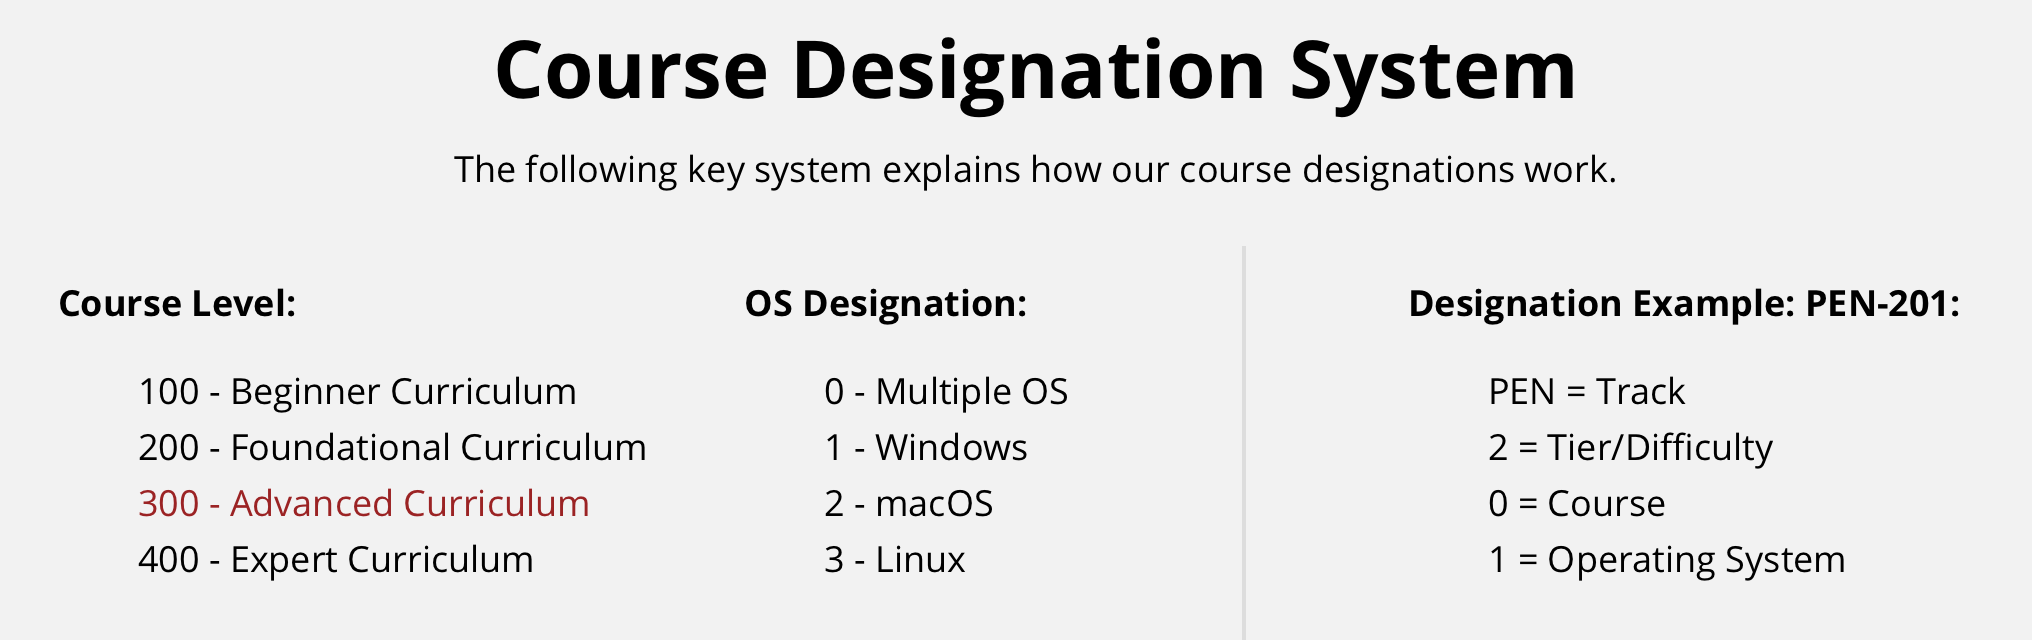 Course Designation System
The following key system explains how our course designations work.
Course Level:
100 - Beginner Curriculum
200 - Foundational Curriculum
300 - Advanced Curriculum
400 - Expert Curriculum
OS Designation:
0 - Multiple OS
1 - Windows
2 - macOS
3 - Linux
Designation Example: PEN-201:
PEN = Track
2 = Tier/Difficulty
0 = Course
1 = Operating System